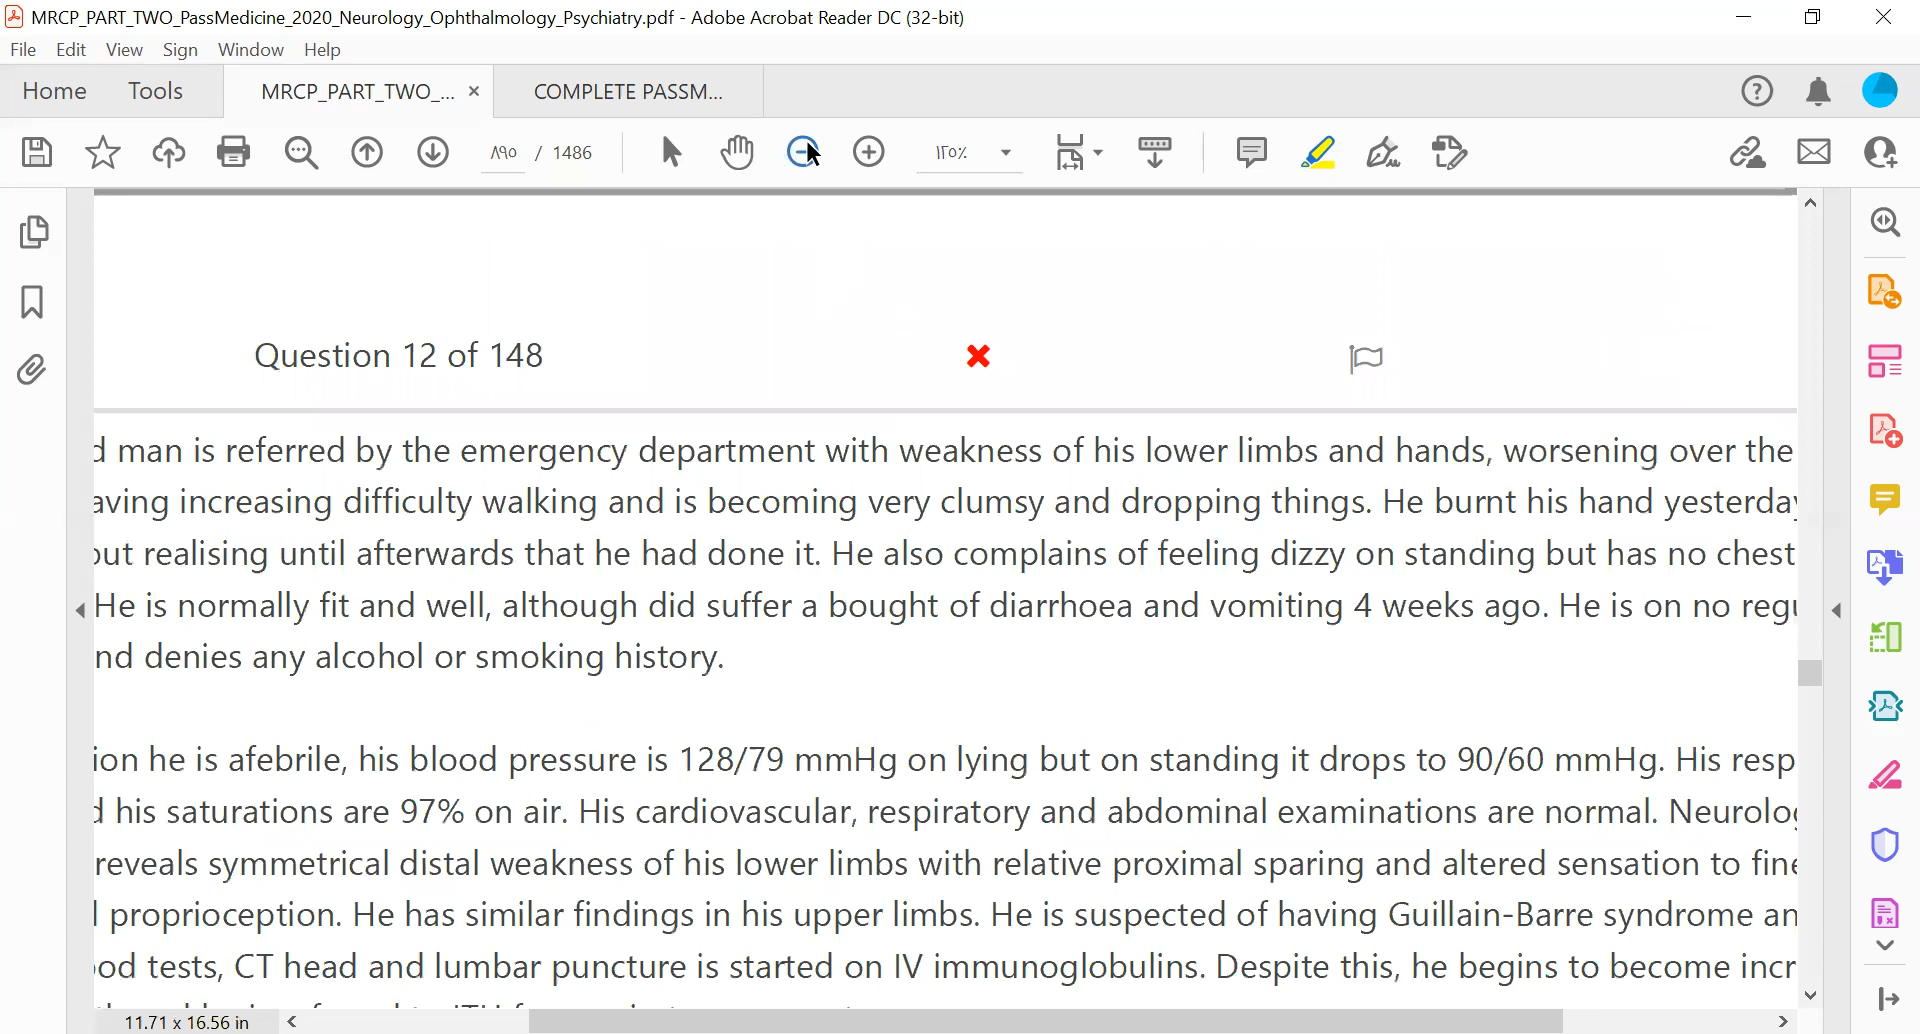 MRCP_PART_TWO_PassMedicine_2020_Neurology_Ophthalmology_Psychiatry.pdf - Adobe Acrobat Reader DC (32-bit)
File Edit View Sign Window Help
Home Tools MRCP_PART_TWO_... × COMPLETE PASSM...
٨٩٥ / 1486 ١٢٥٪
Question 12 of 148
d man is referred by the emergency department with weakness of his lower limbs and hands, worsening over the
aving increasing difficulty walking and is becoming very clumsy and dropping things. He burnt his hand yesterday
out realising until afterwards that he had done it. He also complains of feeling dizzy on standing but has no chest
He is normally fit and well, although did suffer a bought of diarrhoea and vomiting 4 weeks ago. He is on no regu
nd denies any alcohol or smoking history.
ion he is afebrile, his blood pressure is 128/79 mmHg on lying but on standing it drops to 90/60 mmHg. His resp
d his saturations are 97% on air. His cardiovascular, respiratory and abdominal examinations are normal. Neurolog
reveals symmetrical distal weakness of his lower limbs with relative proximal sparing and altered sensation to fine
l proprioception. He has similar findings in his upper limbs. He is suspected of having Guillain-Barre syndrome an
ood tests, CT head and lumbar puncture is started on IV immunoglobulins. Despite this, he begins to become incr
11.71 x 16.56 in